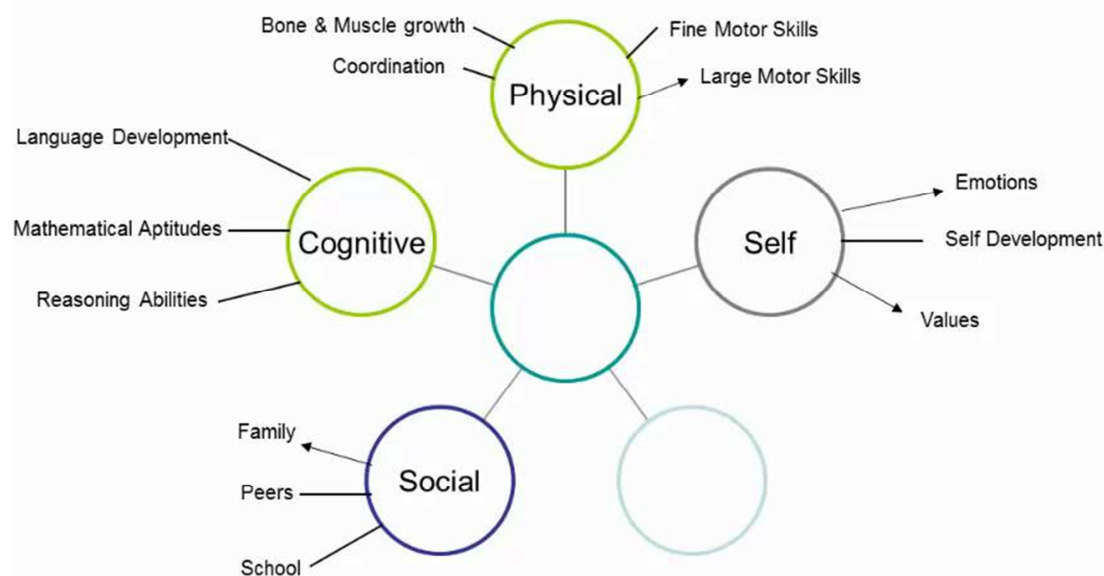 Bone & Muscle growth
Fine Motor Skills
Coordination
Large Motor Skills
Physical
Language Development
Mathematical Aptitudes
Cognitive
Reasoning Abilities
Emotions
Self
Self Development
Values
Family
Peers
Social
School